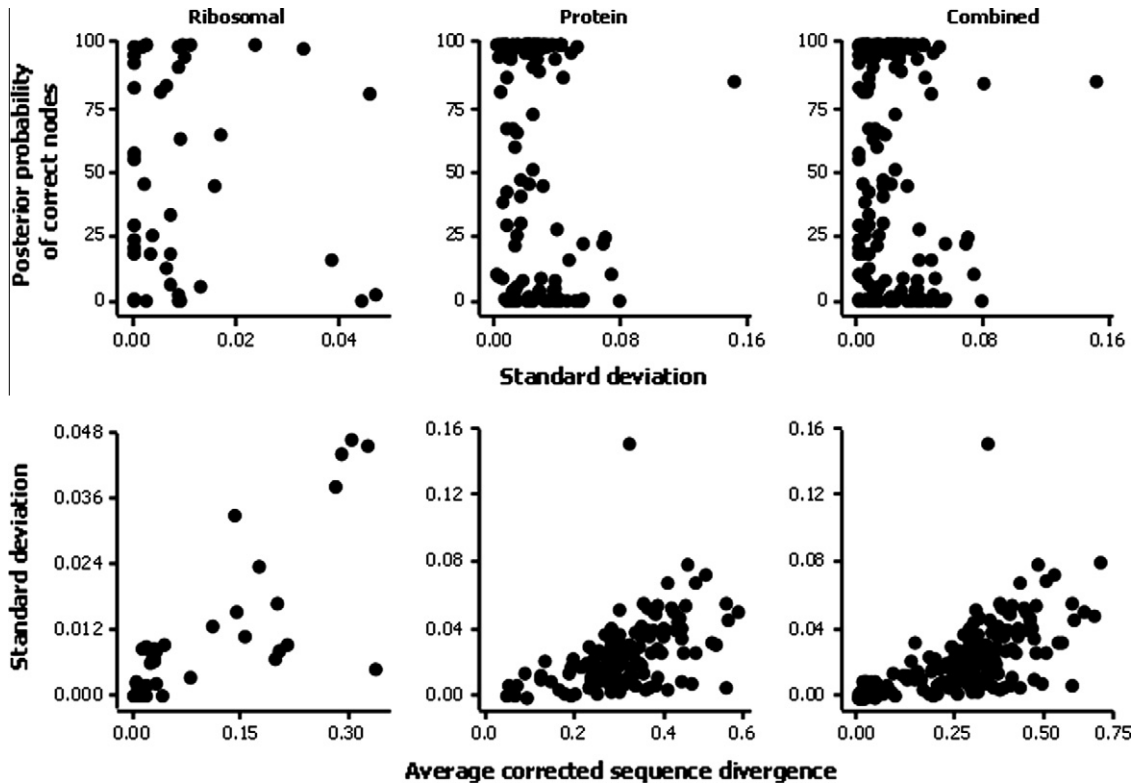 Ribosomal Protein Combined
Posterior probability
of correct nodes
100 100 100
75 75 75
50 50 50
25 25 25
0 0 0
0.00 0.02 0.04 0.00 0.08 0.16 0.00 0.08 0.16
Standard deviation
Standard deviation
0.048 0.16 0.16
0.036 0.12 0.12
0.024 0.08 0.08
0.012 0.04 0.04
0.000 0.00 0.00
0.00 0.15 0.30 0.0 0.2 0.4 0.6 0.00 0.25 0.50 0.75
Average corrected sequence divergence